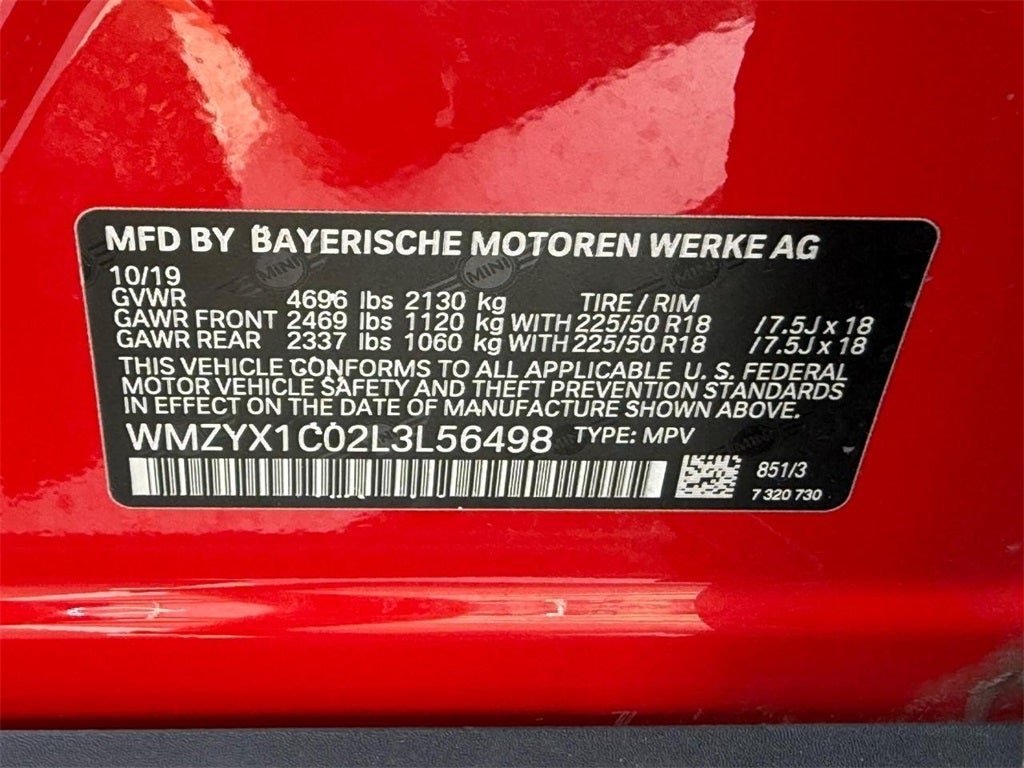 MFD BY BAYERISCHE MOTOREN WERKE AG
10/19
GVWR 4696 lbs 2130 kg TIRE / RIM
GAWR FRONT 2469 lbs 1120 kg WITH 225/50 R18 /7.5J x 18
GAWR REAR 2337 lbs 1060 kg WITH 225/50 R18 /7.5J x 18
THIS VEHICLE CONFORMS TO ALL APPLICABLE U. S. FEDERAL
MOTOR VEHICLE SAFETY AND THEFT PREVENTION STANDARDS
IN EFFECT ON THE DATE OF MANUFACTURE SHOWN ABOVE.
WMZYX1C02L3L56498 TYPE: MPV
851/3
7 320 730